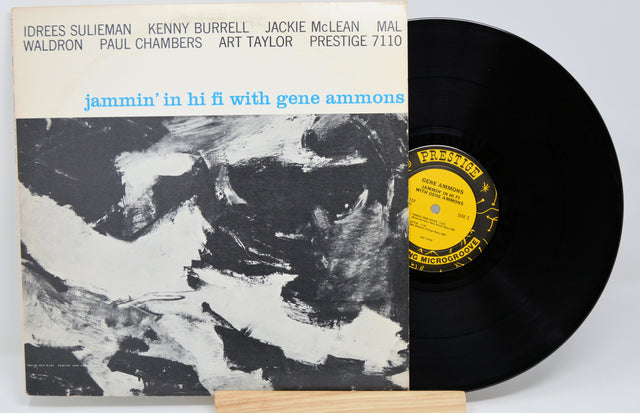 IDREES SULIEMAN KENNY BURRELL JACKIE McLEAN MAL
WALDRON PAUL CHAMBERS ART TAYLOR PRESTIGE 7110
jammin' in hi fi with gene ammons
PRESTIGE
GENE AMMONS
JAMMIN' IN HI FI
WITH GENE AMMONS
SIDE 2
MICROGROOVE